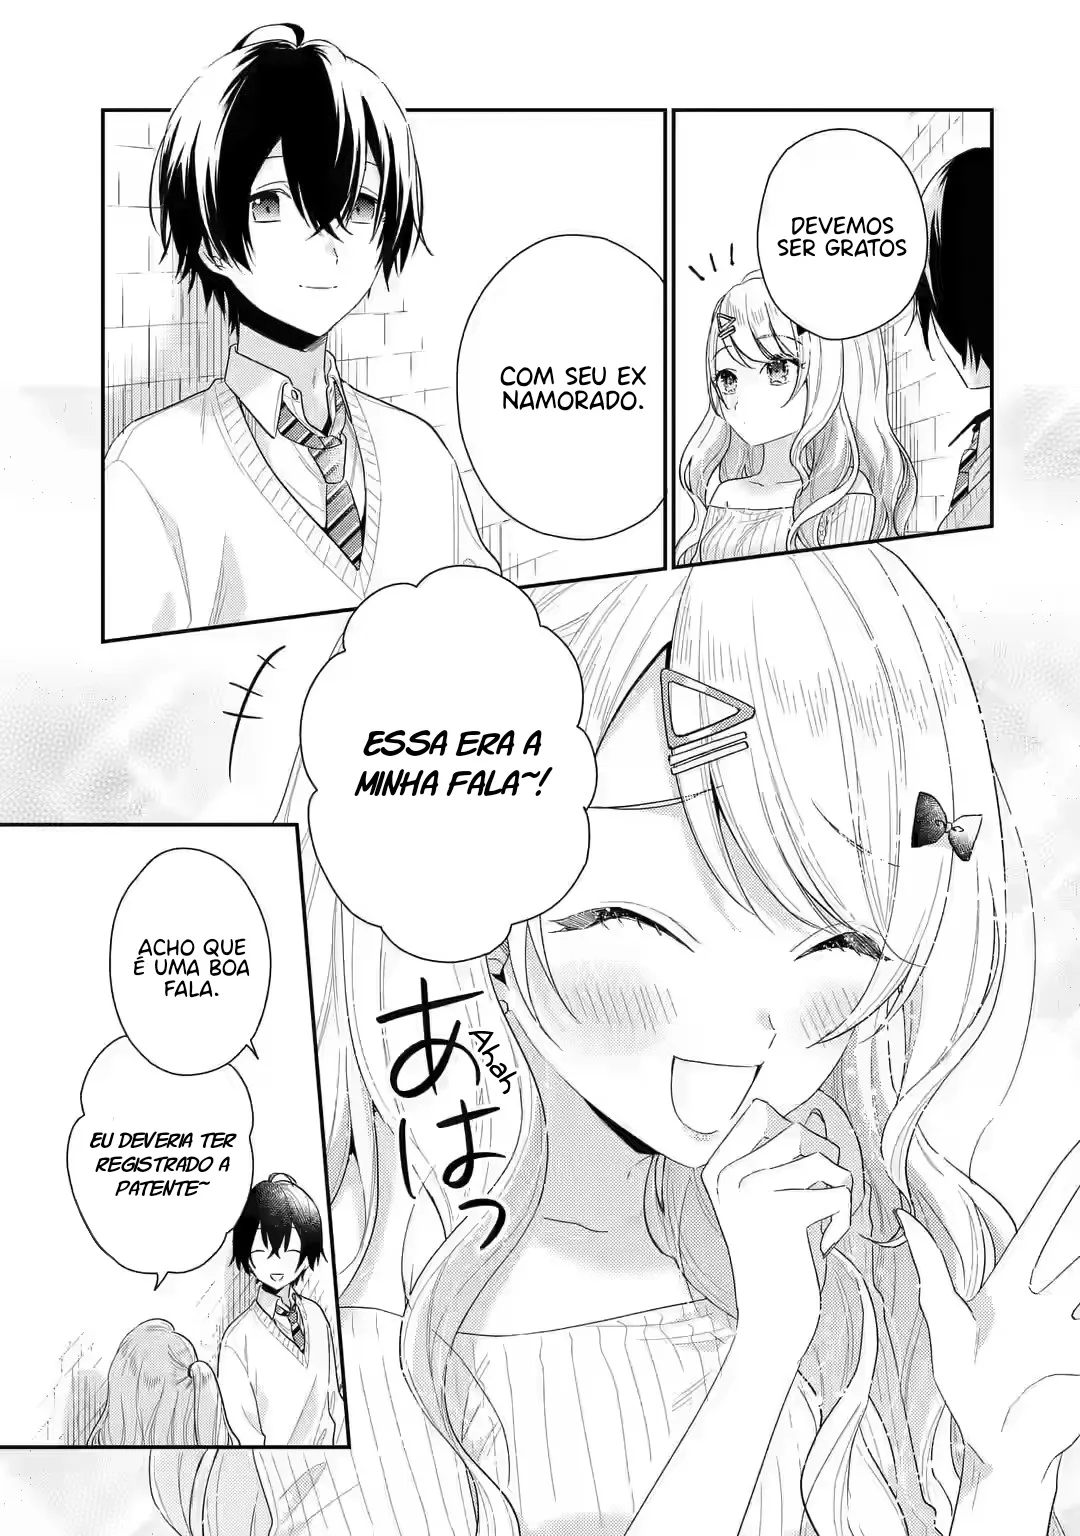 DEVEMOS
SER GRATOS
COM SEU EX
NAMORADO.
ESSA ERA A
MINHA FALA~!
あはっ
Ahah
ACHO QUE
É UMA BOA
FALA.
EU DEVERIA TER
REGISTRADO A
PATENTE~